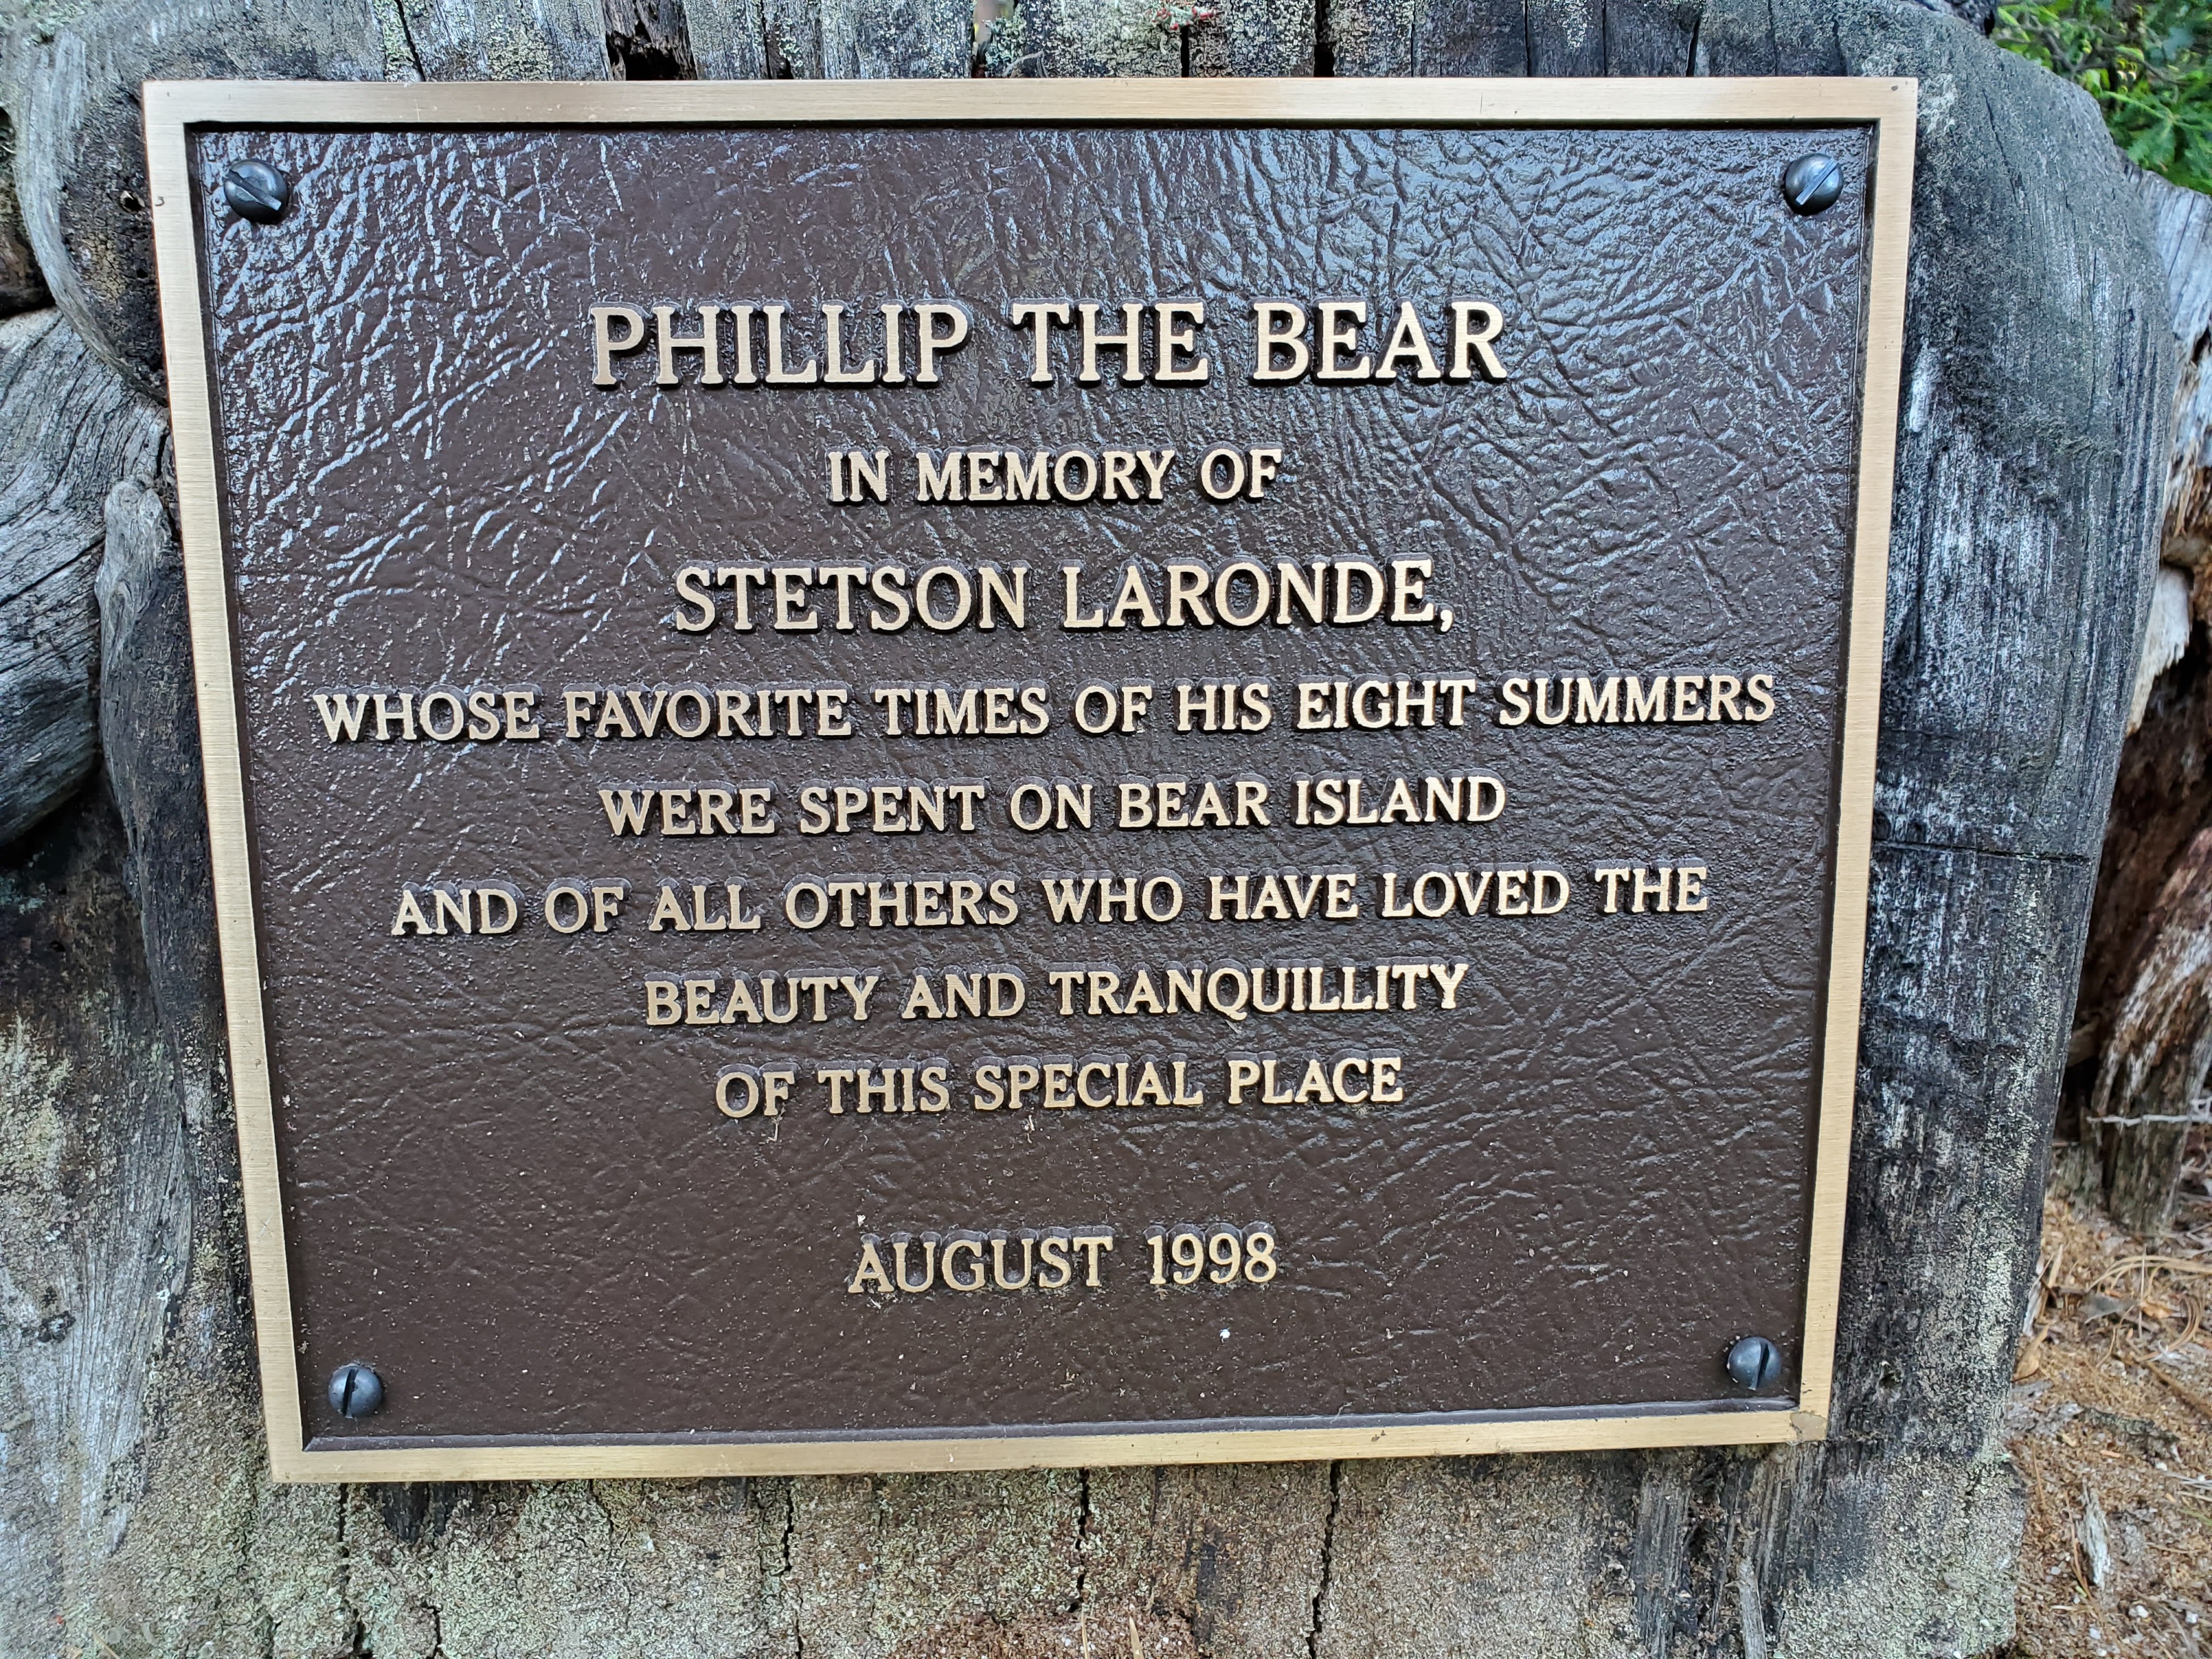 PHILLIP THE BEAR
IN MEMORY OF
STETSON LARONDE,
WHOSE FAVORITE TIMES OF HIS EIGHT SUMMERS
WERE SPENT ON BEAR ISLAND
AND OF ALL OTHERS WHO HAVE LOVED THE
BEAUTY AND TRANQUILLITY
OF THIS SPECIAL PLACE
AUGUST 1998